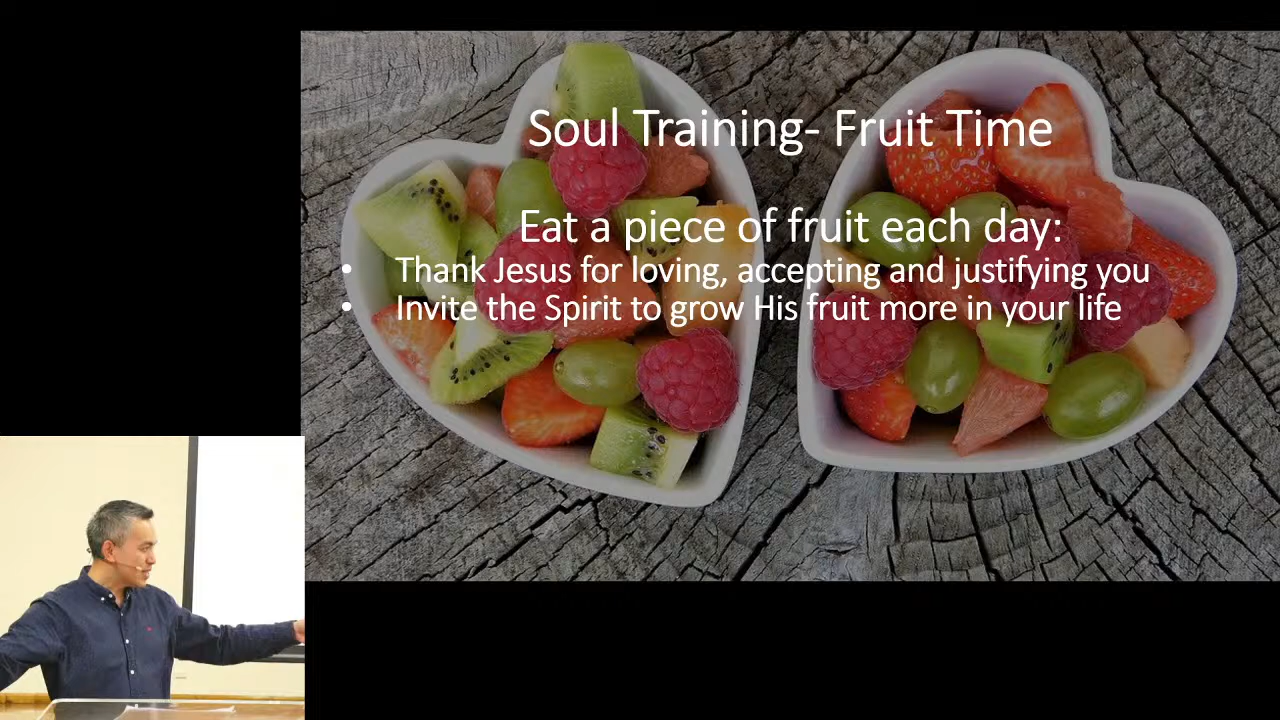 Soul Training- Fruit Time
Eat a piece of fruit each day:
• Thank Jesus for loving, accepting and justifying you
• Invite the Spirit to grow His fruit more in your life